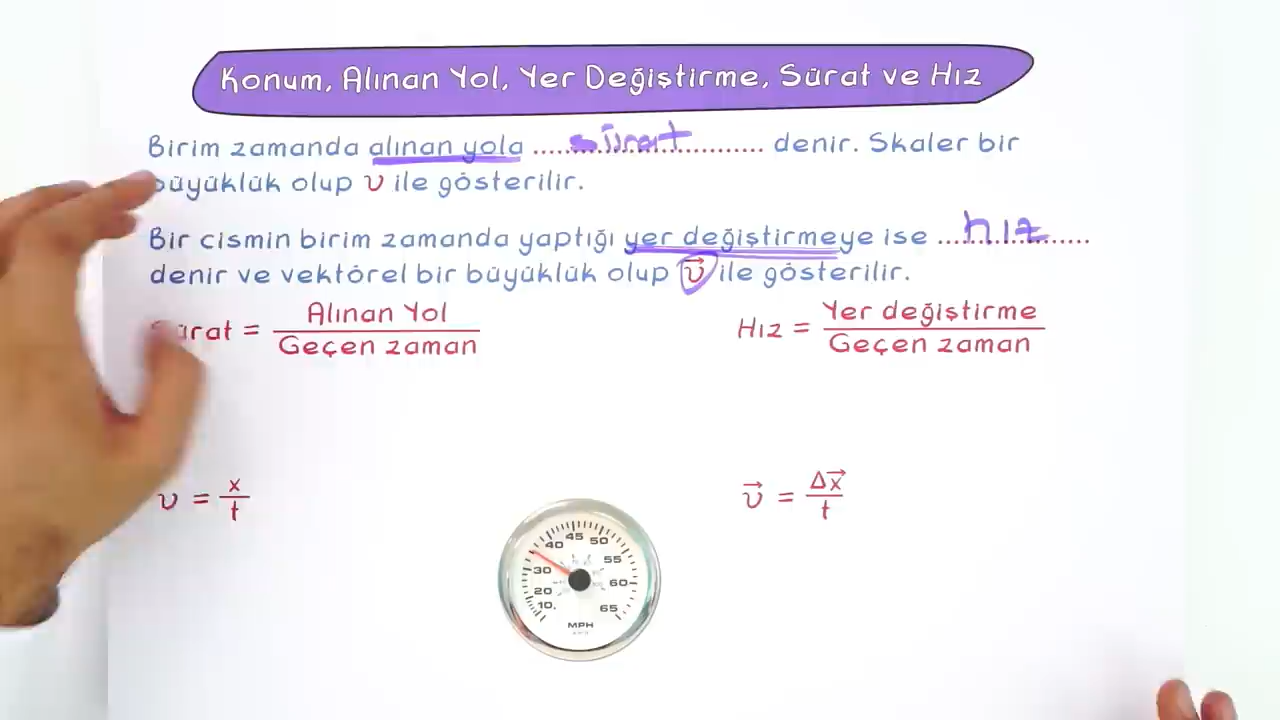 Konum, Alınan Yol, Yer Değiştirme, Sürat ve Hız
Birim zamanda alınan yola sürat denir. Skaler bir
büyüklük olup υ ile gösterilir.
Bir cismin birim zamanda yaptığı yer değiştirmeye ise hız
denir ve vektörel bir büyüklük olup υ⃗ ile gösterilir.
Sürat = Alınan Yol
Geçen zaman
Hız = Yer değiştirme
Geçen zaman
υ = x
t
υ⃗ = Δx⃗
t
45
40 50
55
30
60
20
10. 65
MPH